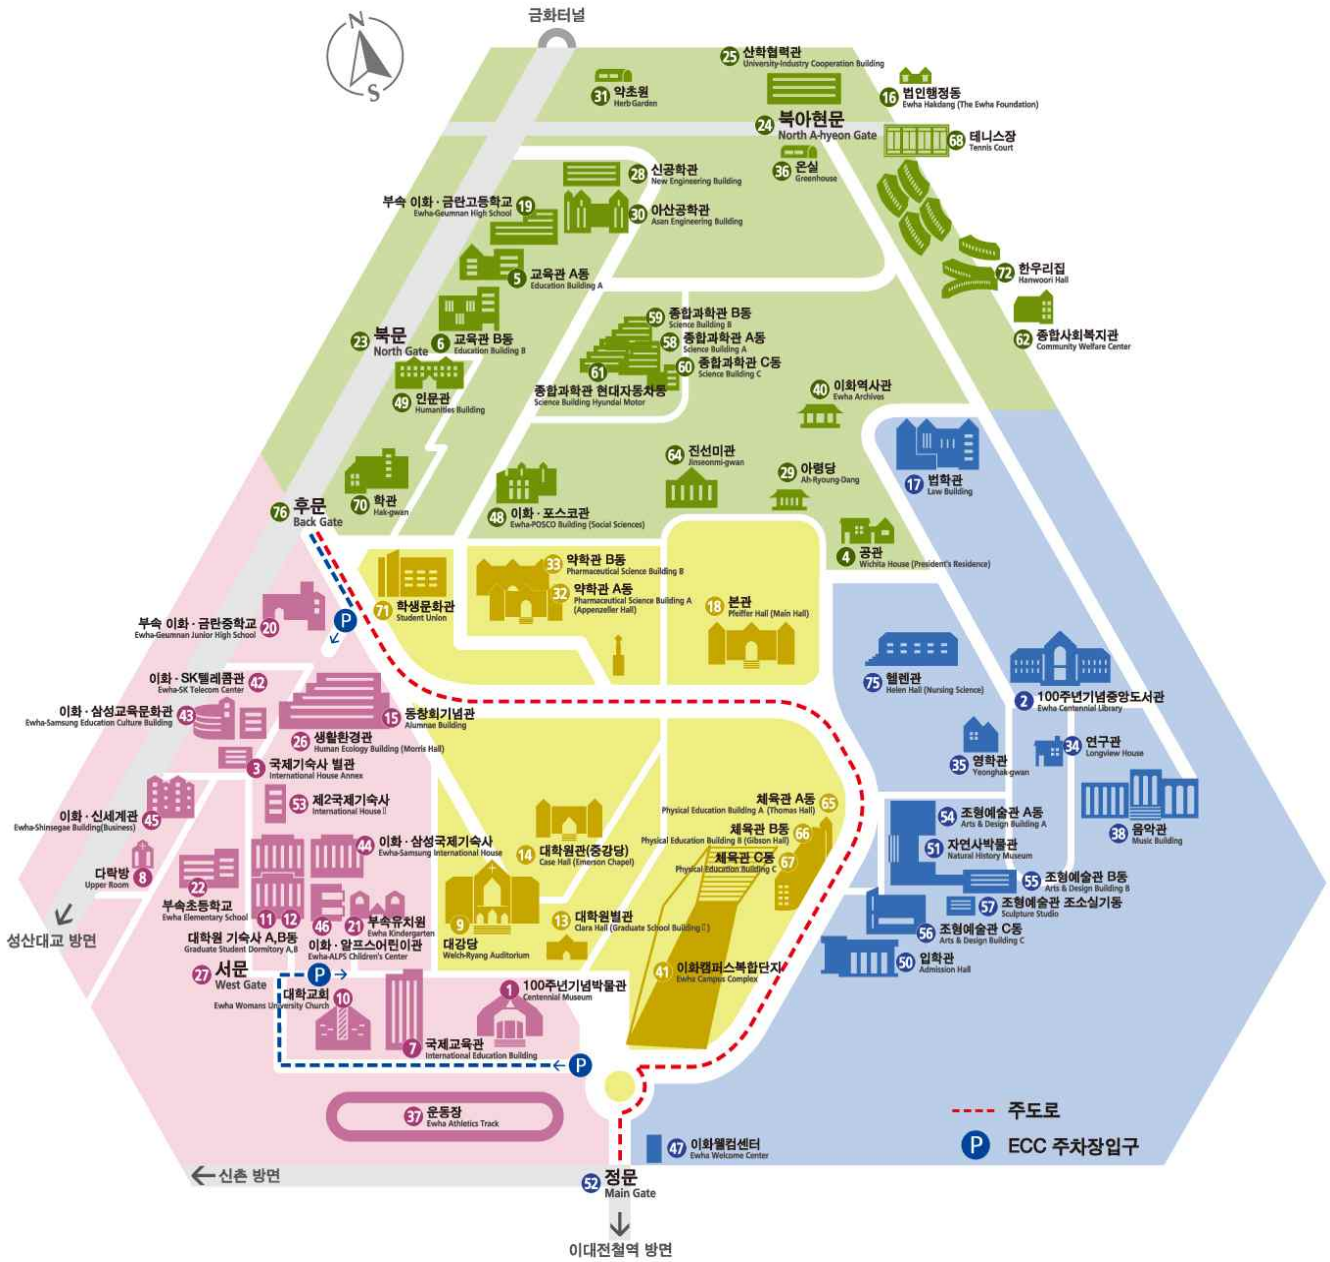 금화터널
N
S
25 산학협력관
University-Industry Cooperation Building
31 약초원
Herb Garden
16 법인행정동
Ewha Hakdang (The Ewha Foundation)
24 북아현문
North A-hyeon Gate
68 테니스장
Tennis Court
28 신공학관
New Engineering Building
36 온실
Greenhouse
부속 이화·금란고등학교 19
Ewha-Geumnan High School
30 아산공학관
Asan Engineering Building
5 교육관 A동
Education Building A
72 한우리집
Hanwoori Hall
59 종합과학관 B동
Science Building B
58 종합과학관 A동
Science Building A
60 종합과학관 C동
Science Building C
61
종합과학관 현대자동차동
Science Building Hyundai Motor
23 북문
North Gate
6 교육관 B동
Education Building B
62 종합사회복지관
Community Welfare Center
49 인문관
Humanities Building
40 이화역사관
Ewha Archives
64 진선미관
Jinseonmi-gwan
29 아령당
Ah-Ryoung-Dang
17 법학관
Law Building
70 학관
Hak-gwan
76 후문
Back Gate
48 이화·포스코관
Ewha-POSCO Building (Social Sciences)
4 공관
Wichita House (President's Residence)
33 약학관 B동
Pharmaceutical Science Building B
32 약학관 A동
Pharmaceutical Science Building A
(Appenzeller Hall)
71 학생문화관
Student Union
18 본관
Pfeiffer Hall (Main Hall)
부속 이화·금란중학교 20
Ewha-Geumnan Junior High School
P
이화·SK텔레콤관 42
Ewha-SK Telecom Center
이화·삼성교육문화관 43
Ewha-Samsung Education Culture Building
15 동창회기념관
Alumnae Building
26 생활환경관
Human Ecology Building (Morris Hall)
75 헬렌관
Helen Hall (Nursing Science)
2 100주년기념중앙도서관
Ewha Centennial Library
3 국제기숙사 별관
International House Annex
35 영학관
Yeonghak-gwan
34 연구관
Longview House
53 제2국제기숙사
International House Ⅱ
이화·신세계관 45
Ewha-Shinsegae Building(Business)
체육관 A동 65
Physical Education Building A (Thomas Hall)
체육관 B동 66
Physical Education Building B (Gibson Hall)
체육관 C동 67
Physical Education Building C
54 조형예술관 A동
Arts & Design Building A
38 음악관
Music Building
51 자연사박물관
Natural History Museum
44 이화·삼성국제기숙사
Ewha-Samsung International House
14 대학원관(중강당)
Case Hall (Emerson Chapel)
다락방 8
Upper Room
55 조형예술관 B동
Arts & Design Building B
22
부속초등학교
Ewha Elementary School
57 조형예술관 조소실기동
Sculpture Studio
11 12
대학원 기숙사 A,B동
Graduate Student Dormitory A,B
46
21 부속유치원
Ewha Kindergarten
이화·알프스어린이관
Ewha-ALPS Children's Center
9
대강당
Welch-Ryang Auditorium
13 대학원별관
Clara Hall (Graduate School Building Ⅱ)
56 조형예술관 C동
Arts & Design Building C
성산대교 방면
27 서문
West Gate
P
41 이화캠퍼스복합단지
Ewha Campus Complex
50 입학관
Admission Hall
대학교회 10
Ewha Womans University Church
1 100주년기념박물관
Centennial Museum
7 국제교육관
International Education Building
P
37 운동장
Ewha Athletics Track
주도로
P ECC 주차장입구
47 이화웰컴센터
Ewha Welcome Center
신촌 방면
52 정문
Main Gate
이대전철역 방면